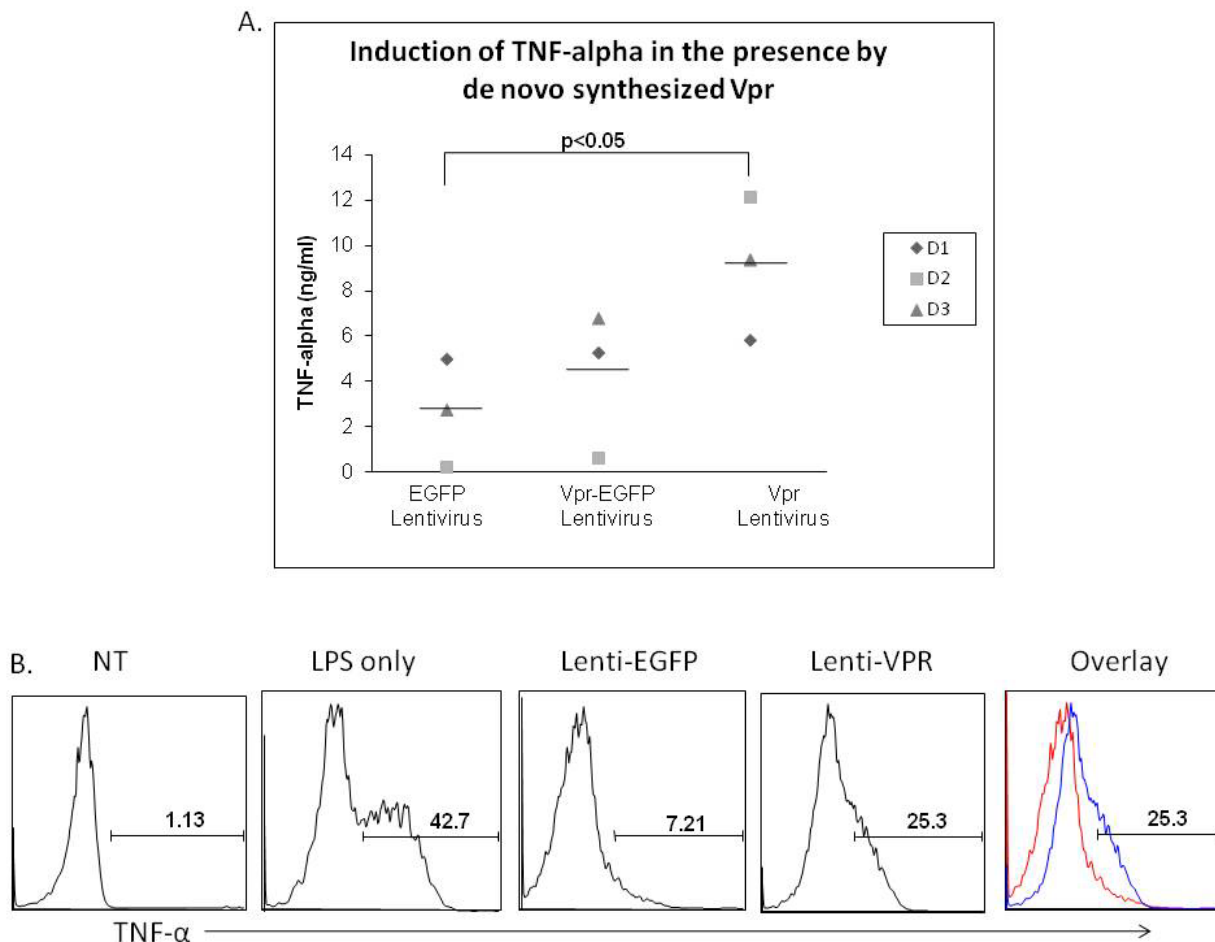 A.
Induction of TNF-alpha in the presence by
de novo synthesized Vpr
p<0.05
14
12
10
8
6
4
2
0
TNF-alpha (ng/ml)
EGFP
Lentivirus
Vpr-EGFP
Lentivirus
Vpr
Lentivirus
D1
D2
D3
B.
NT
LPS only
Lenti-EGFP
Lenti-VPR
Overlay
1.13
42.7
7.21
25.3
25.3
TNF-α